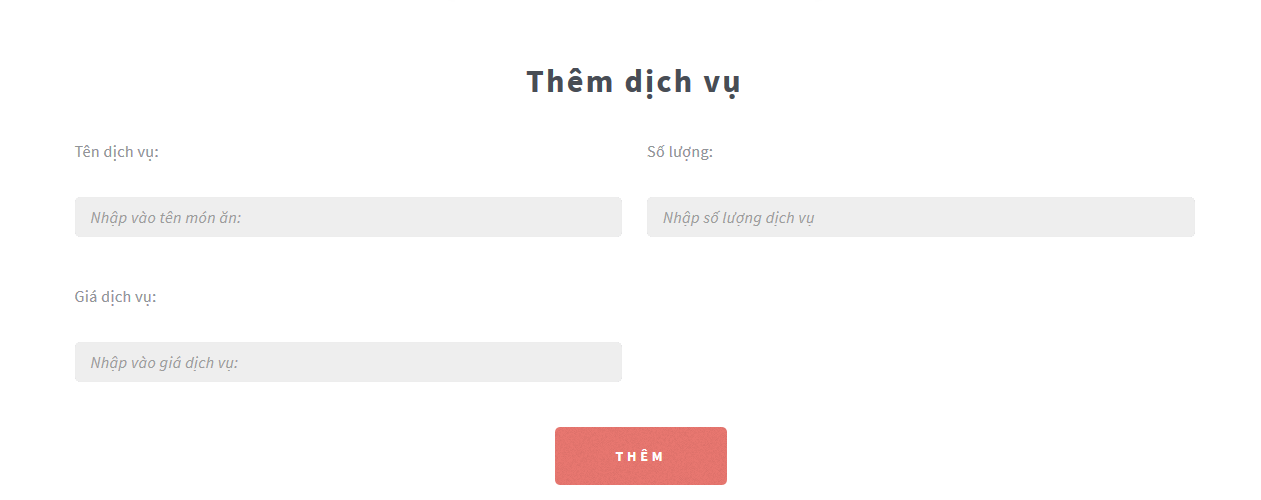 Thêm dịch vụ
Tên dịch vụ:
Nhập vào tên món ăn:
Số lượng:
Nhập số lượng dịch vụ
Giá dịch vụ:
Nhập vào giá dịch vụ:
THÊM